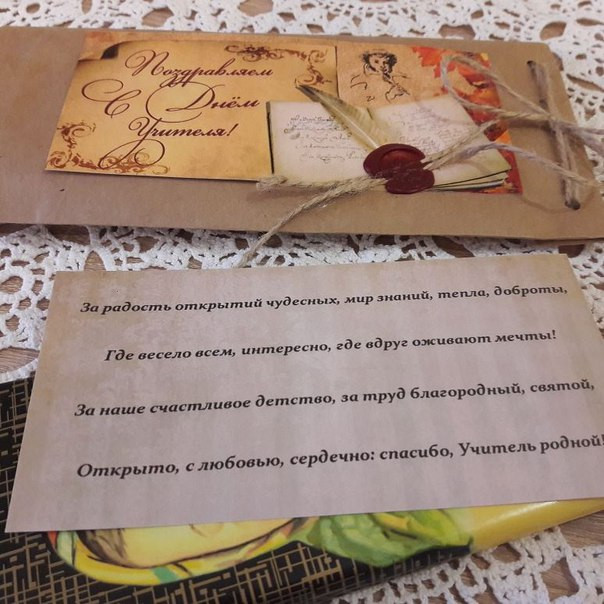 Поздравляем
С Днём
Учителя!
За радость открытий чудесных, мир знаний, тепла, доброты,
Где весело всем, интересно, где вдруг оживают мечты!
За наше счастливое детство, за труд благородный, святой,
Открыто, с любовью, сердечно: спасибо, Учитель родной!